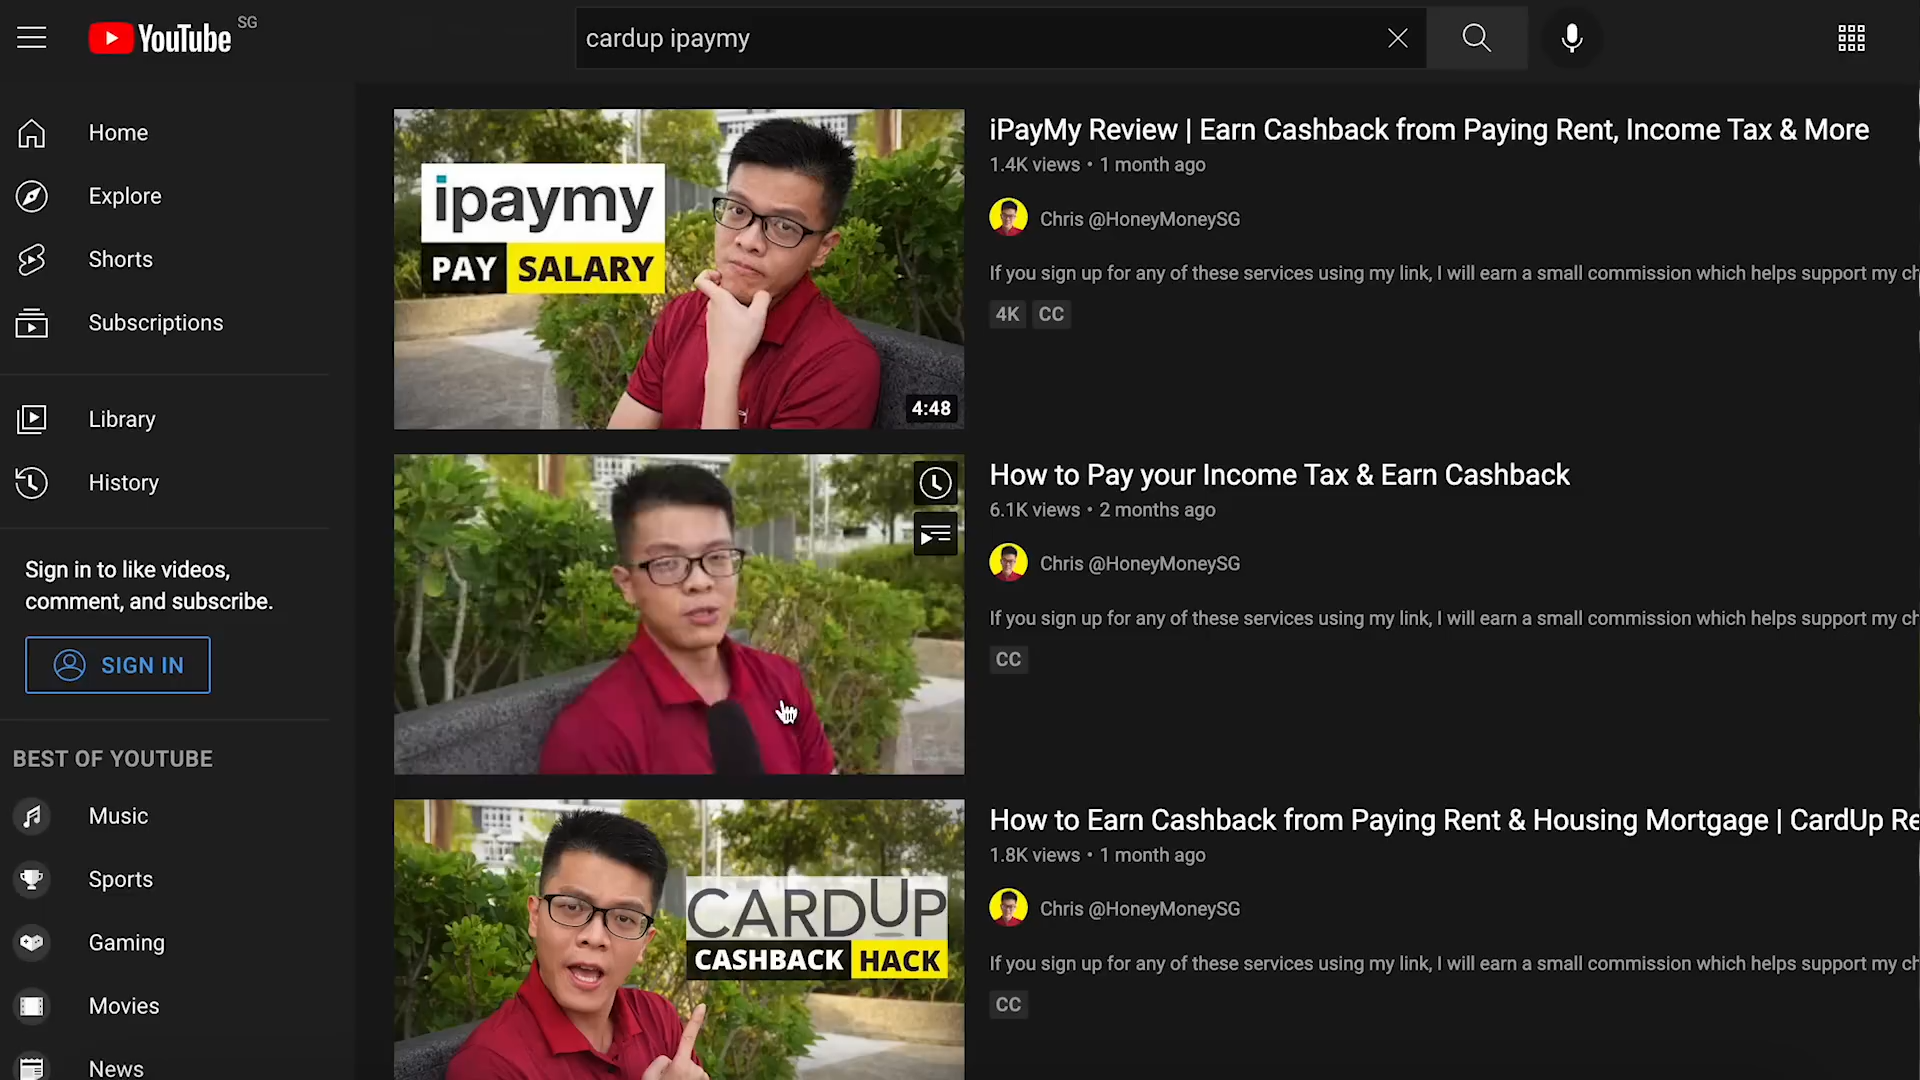 YouTube SG
cardup ipaymy
Home
Explore
Shorts
Subscriptions
Library
History
Sign in to like videos,
comment, and subscribe.
SIGN IN
BEST OF YOUTUBE
Music
Sports
Gaming
Movies
News
ipaymy
PAY SALARY
4:48
iPayMy Review | Earn Cashback from Paying Rent, Income Tax & More
1.4K views • 1 month ago
Chris @HoneyMoneySG
If you sign up for any of these services using my link, I will earn a small commission which helps support my ch
4K CC
How to Pay your Income Tax & Earn Cashback
6.1K views • 2 months ago
Chris @HoneyMoneySG
If you sign up for any of these services using my link, I will earn a small commission which helps support my ch
CC
CARDUP
CASHBACK HACK
How to Earn Cashback from Paying Rent & Housing Mortgage | CardUp Re
1.8K views • 1 month ago
Chris @HoneyMoneySG
If you sign up for any of these services using my link, I will earn a small commission which helps support my ch
CC